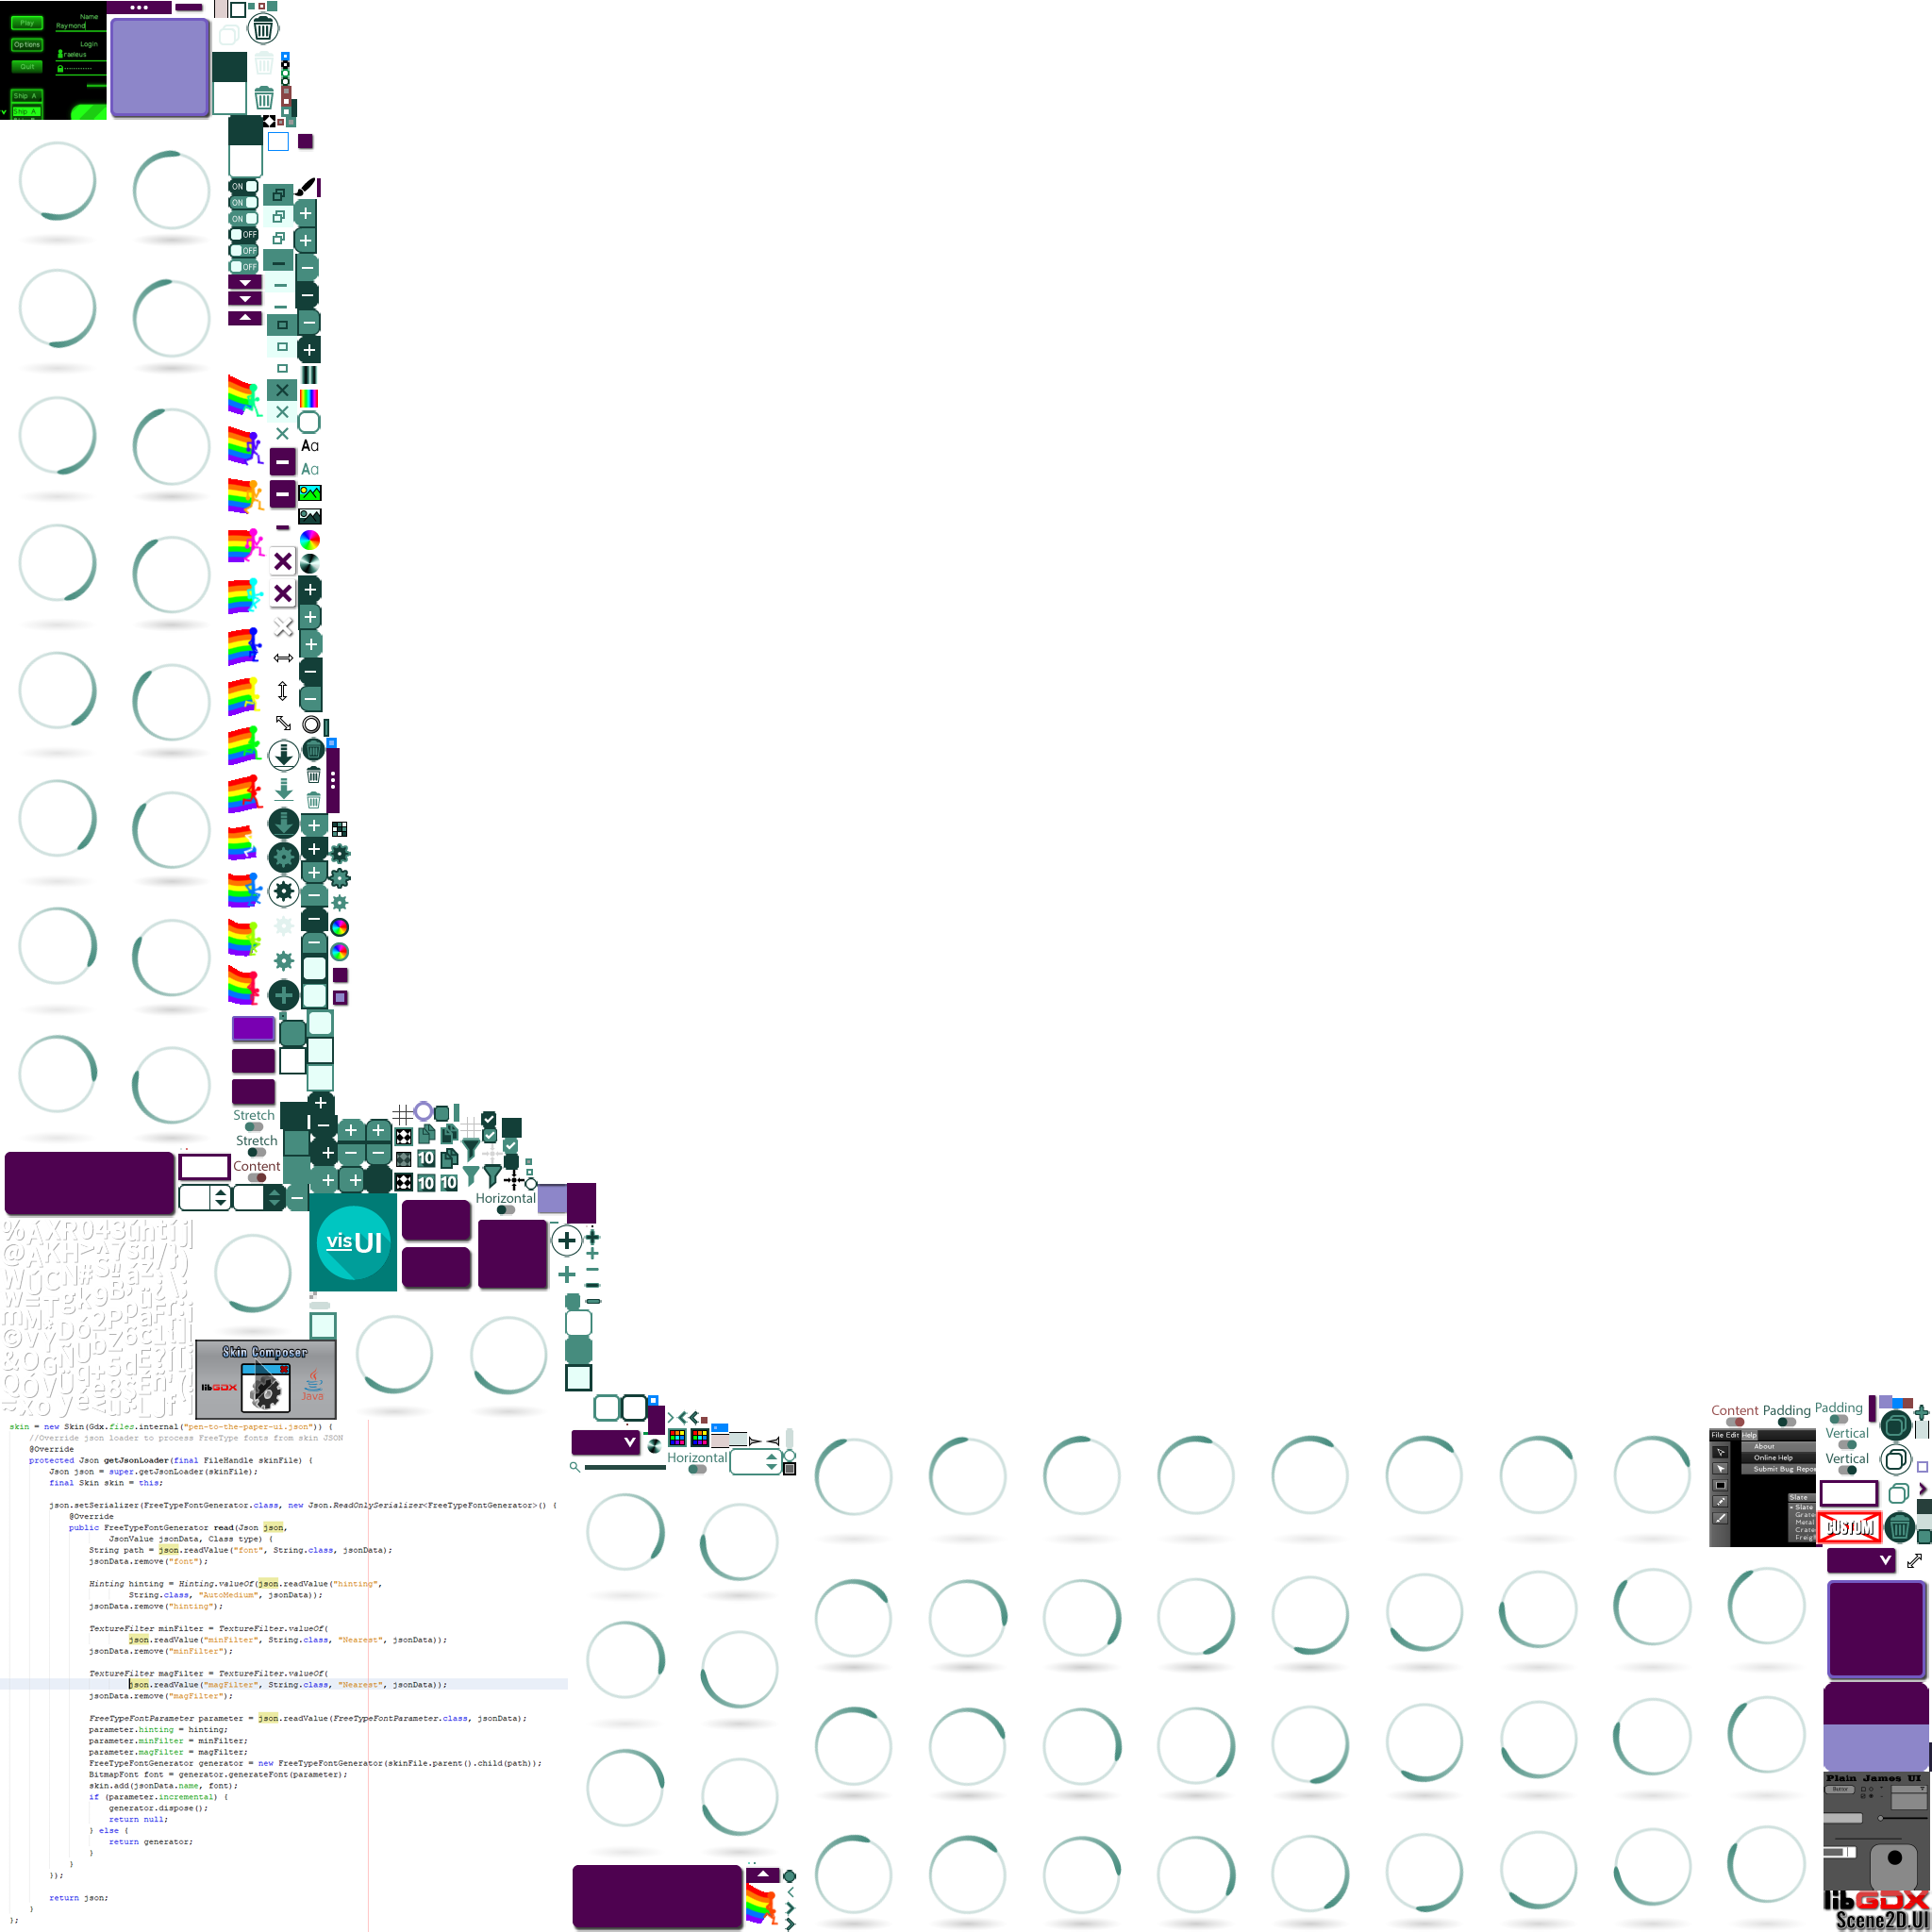 Name
Play
Raymond
Options
Login
raeleus
Quit
Ship A
Ship A
ON
ON
ON
OFF
OFF
OFF
Aa
Aa
Stretch
Stretch
Content
10
10
10
Horizontal
vis UI
%ÁXR043úhtíj|
Skin Composer
libGDX
Java
Horizontal
Content
Padding
Padding
Vertical
Vertical
File Edit Help
About
Online Help
Submit Bug Repor
Slate
Slate
Grate
Metal
Crate
Freigh
CUSTOM
Plain James UI
Button
libGDX
Scene2D.UI
skin = new Skin(Gdx.files.internal("pen-to-the-paper-ui.json")) {
//Override json loader to process FreeType fonts from skin JSON
@Override
protected Json getJsonLoader(final FileHandle skinFile) {
Json json = super.getJsonLoader(skinFile);
final Skin skin = this;
json.setSerializer(FreeTypeFontGenerator.class, new Json.ReadOnlySerializer<FreeTypeFontGenerator>() {
@Override
public FreeTypeFontGenerator read(Json json,
JsonValue jsonData, Class type) {
String path = json.readValue("font", String.class, jsonData);
jsonData.remove("font");
Hinting hinting = Hinting.valueOf(json.readValue("hinting",
String.class, "AutoMedium", jsonData));
jsonData.remove("hinting");
TextureFilter minFilter = TextureFilter.valueOf(
json.readValue("minFilter", String.class, "Nearest", jsonData));
jsonData.remove("minFilter");
TextureFilter magFilter = TextureFilter.valueOf(
json.readValue("magFilter", String.class, "Nearest", jsonData));
jsonData.remove("magFilter");
FreeTypeFontParameter parameter = json.readValue(FreeTypeFontParameter.class, jsonData);
parameter.hinting = hinting;
parameter.minFilter = minFilter;
parameter.magFilter = magFilter;
FreeTypeFontGenerator generator = new FreeTypeFontGenerator(skinFile.parent().child(path));
BitmapFont font = generator.generateFont(parameter);
skin.add(jsonData.name, font);
if (parameter.incremental) {
generator.dispose();
return null;
} else {
return generator;
}
}
});
return json;
}
};